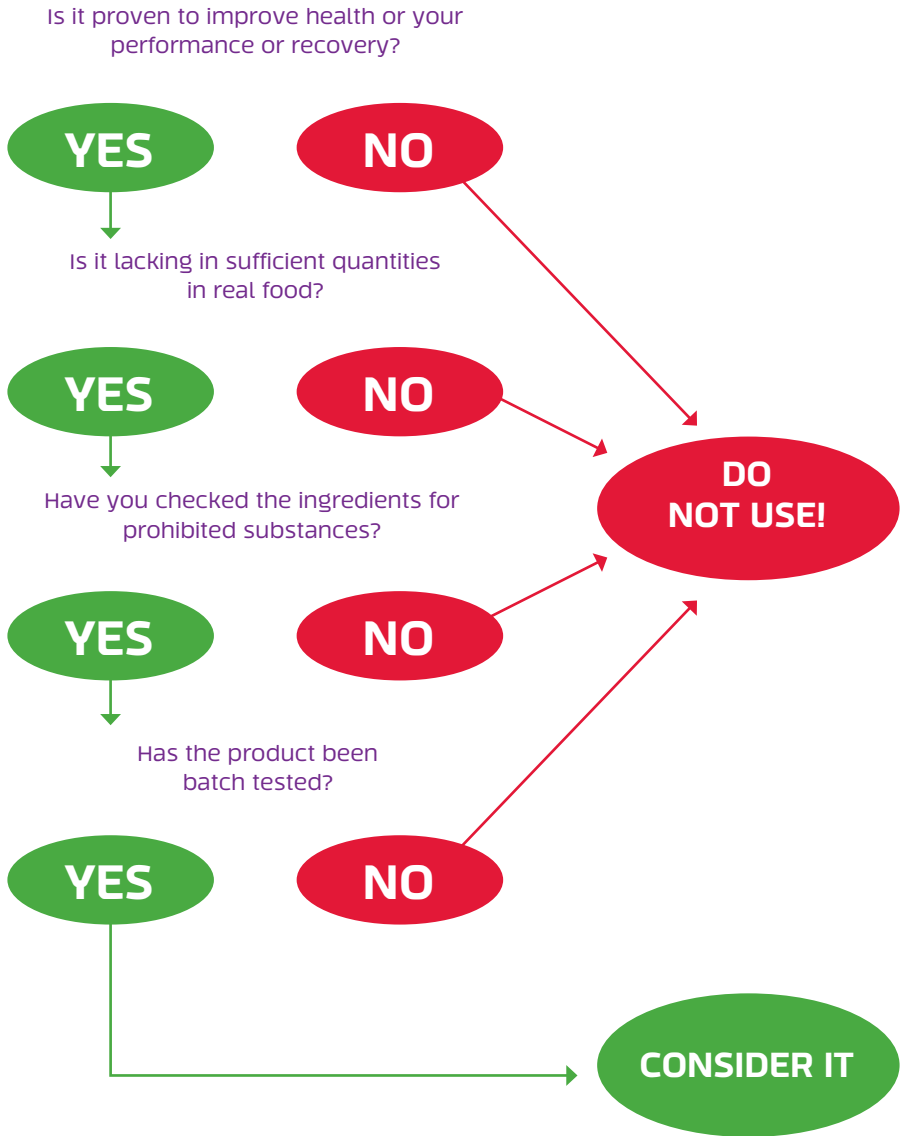 Is it proven to improve health or your
performance or recovery?
YES
NO
Is it lacking in sufficient quantities
in real food?
YES
NO
DO
NOT USE!
Have you checked the ingredients for
prohibited substances?
YES
NO
Has the product been
batch tested?
YES
NO
CONSIDER IT